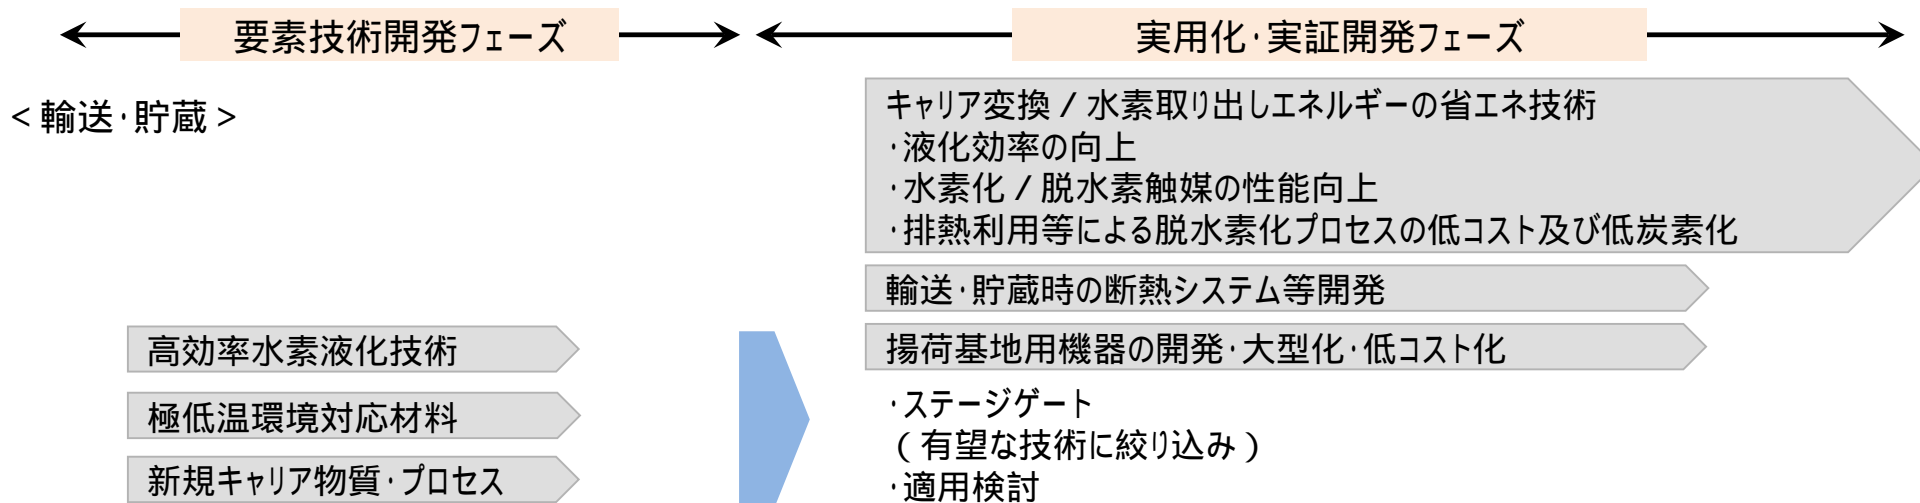 要素技術開発フェーズ
実用化・実証開発フェーズ
<輸送・貯蔵>
キャリア変換/水素取り出しエネルギーの省エネ技術
・液化効率の向上
・水素化/脱水素触媒の性能向上
・排熱利用等による脱水素化プロセスの低コスト及び低炭素化
輸送・貯蔵時の断熱システム等開発
高効率水素液化技術
揚荷基地用機器の開発・大型化・低コスト化
極低温環境対応材料
新規キャリア物質・プロセス
・ステージゲート
(有望な技術に絞り込み)
・適用検討